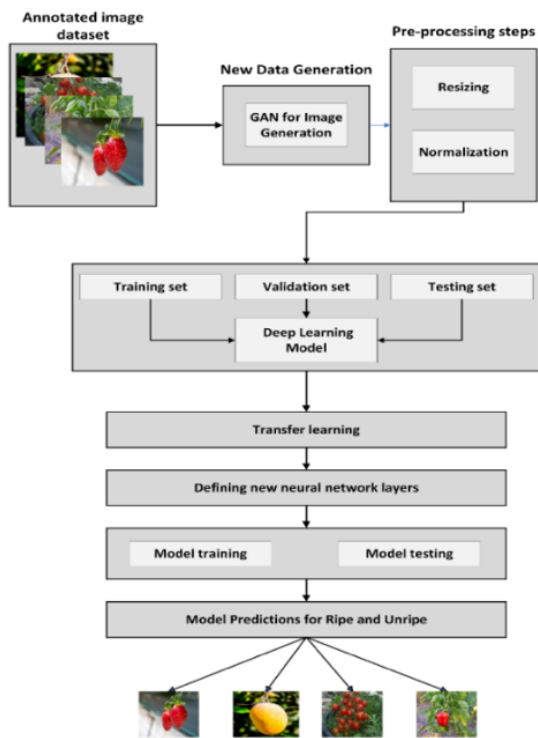 Annotated image
dataset
New Data Generation
GAN for Image
Generation
Pre-processing steps
Resizing
Normalization
Training set
Validation set
Testing set
Deep Learning
Model
Transfer learning
Defining new neural network layers
Model training
Model testing
Model Predictions for Ripe and Unripe